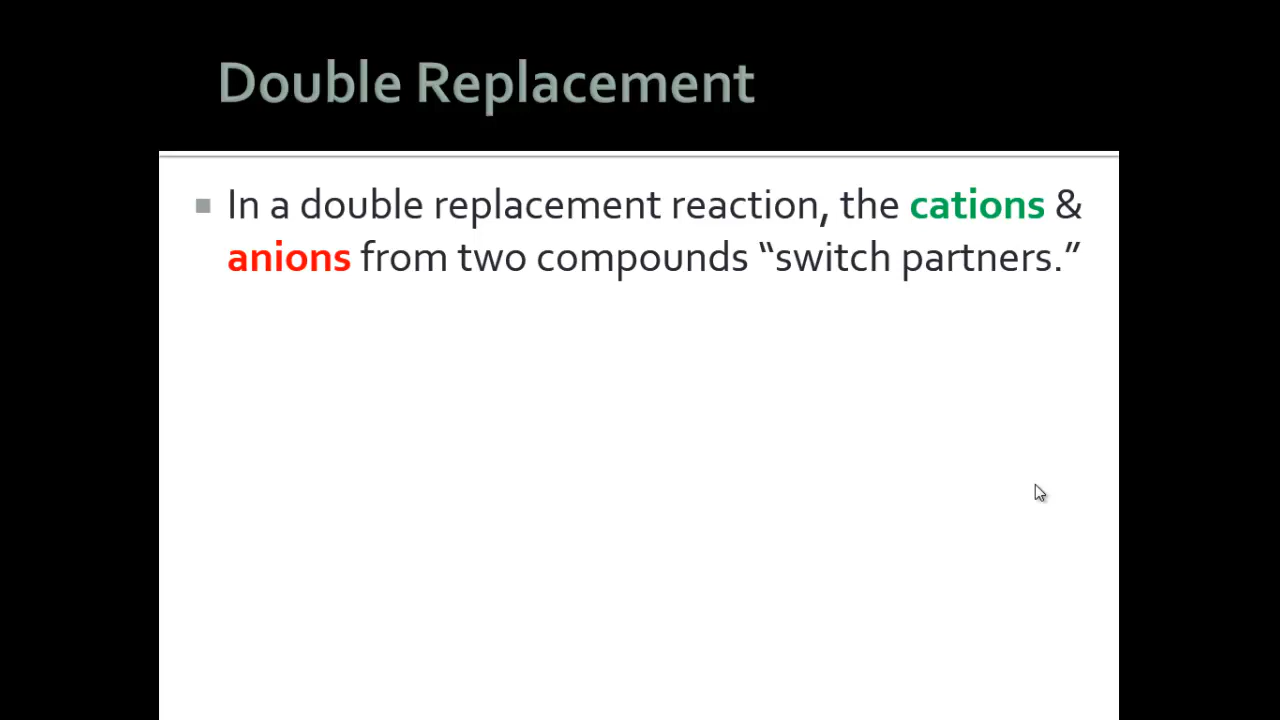 Double Replacement
In a double replacement reaction, the cations &
anions from two compounds “switch partners.”